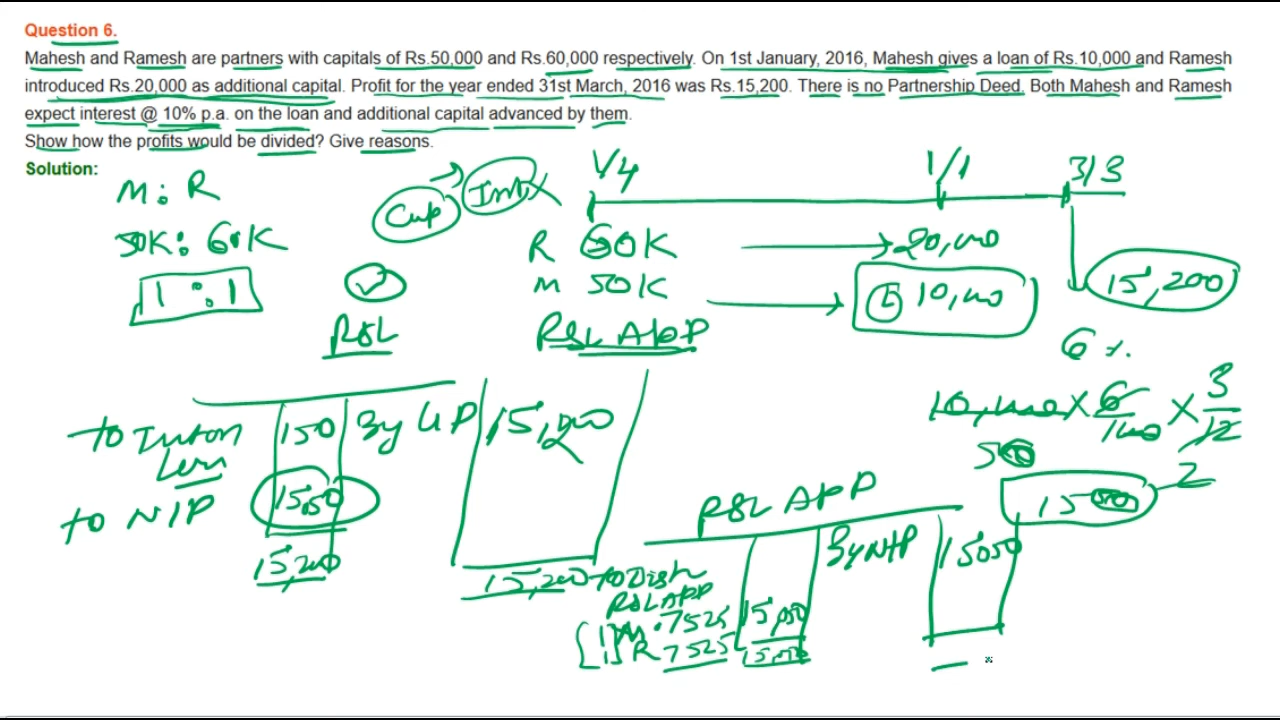 Question 6.
Mahesh and Ramesh are partners with capitals of Rs.50,000 and Rs.60,000 respectively. On 1st January, 2016, Mahesh gives a loan of Rs.10,000 and Ramesh
introduced Rs.20,000 as additional capital. Profit for the year ended 31st March, 2016 was Rs.15,200. There is no Partnership Deed. Both Mahesh and Ramesh
expect interest @ 10% p.a. on the loan and additional capital advanced by them.
Show how the profits would be divided? Give reasons.
Solution:
M : R
50K : 60K
1 : 1
Cap
Int X
1/4 1/1 31/3
R 60K 20,000
M 50K L 10,000
15,200
P&L
P&L APP
6 %
10,000 X 6/100 X 3/12
150
To Int on Loan 150 By NP 15,200
To N/P 15,050
15,200 15,200
P&L APP
By N/P 15050
To Dist
P&L APP
M. 7525 15,050
R 7525